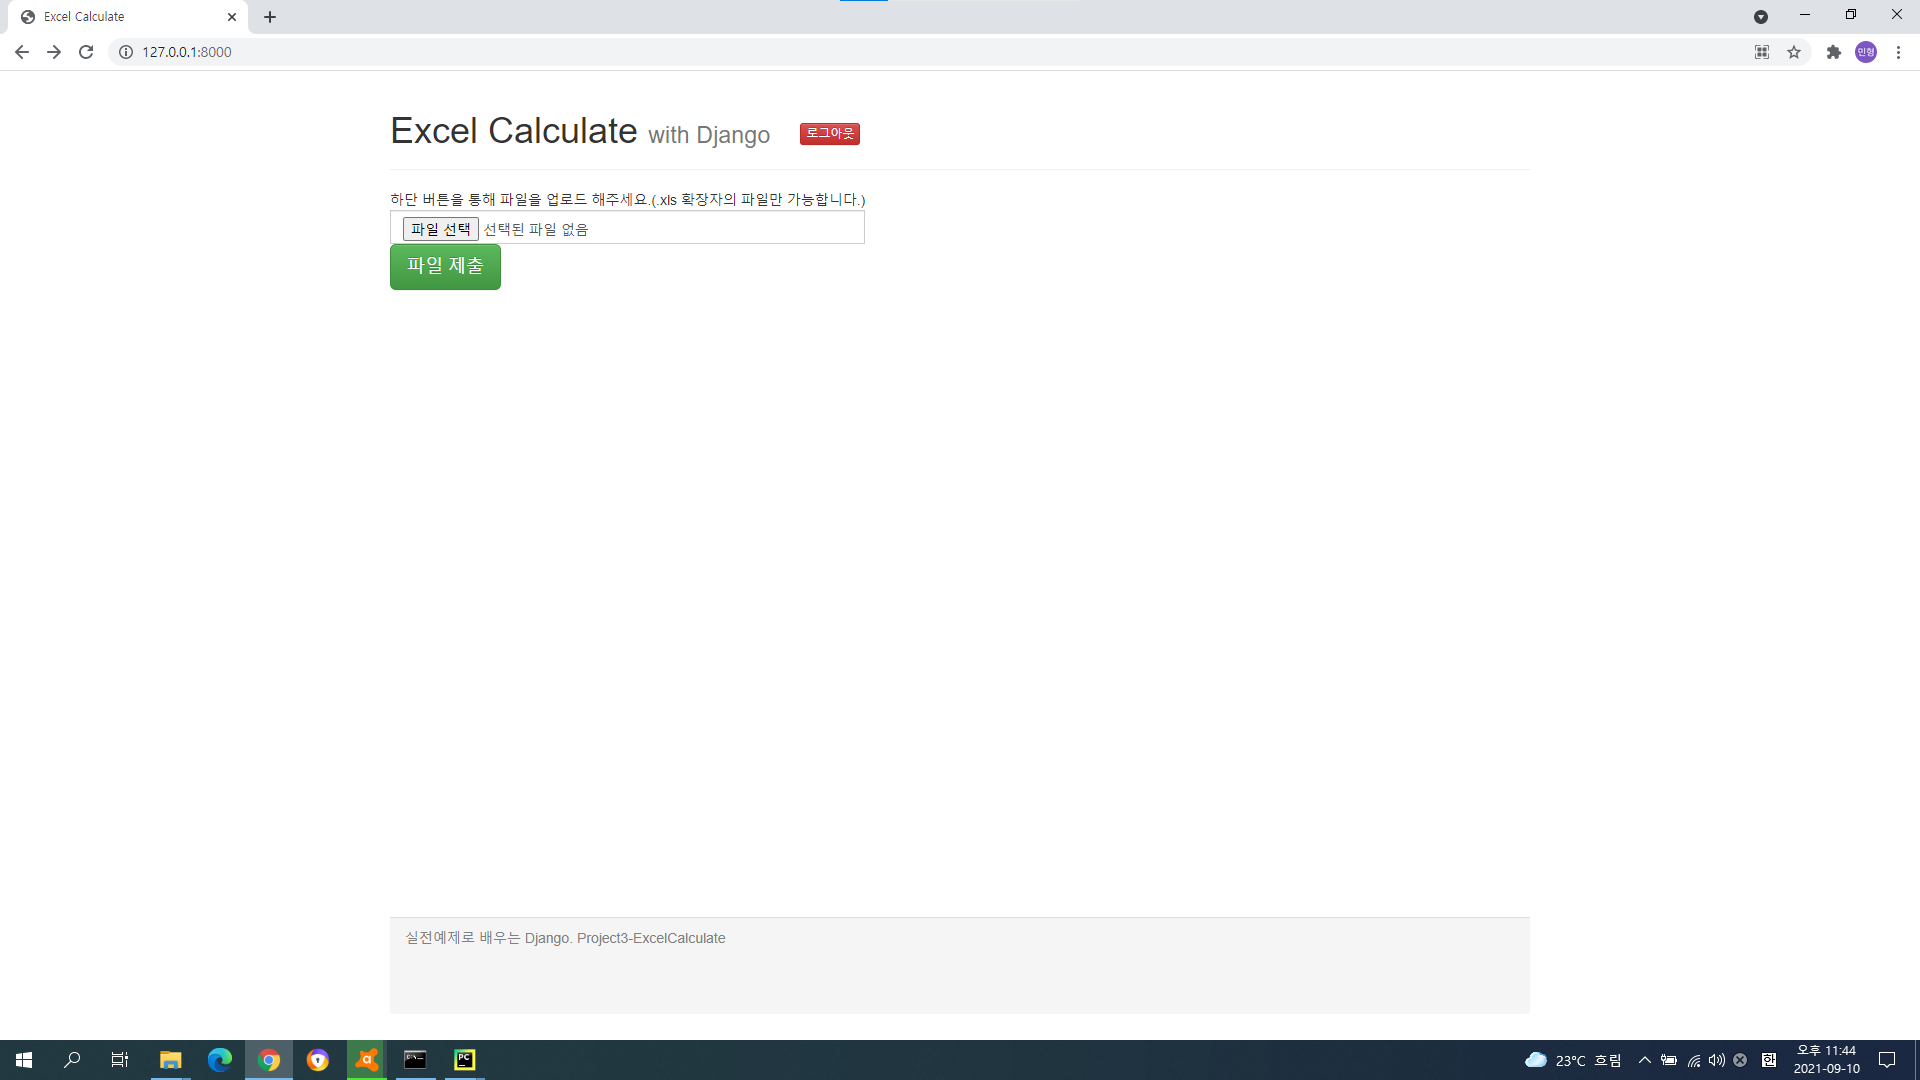 Excel Calculate
127.0.0.1:8000
민형
Excel Calculate with Django 로그아웃
하단 버튼을 통해 파일을 업로드 해주세요.(.xls 확장자의 파일만 가능합니다.)
파일 선택 선택된 파일 없음
파일 제출
실전예제로 배우는 Django. Project3-ExcelCalculate
23°C 흐림
한
오후 11:44
2021-09-10